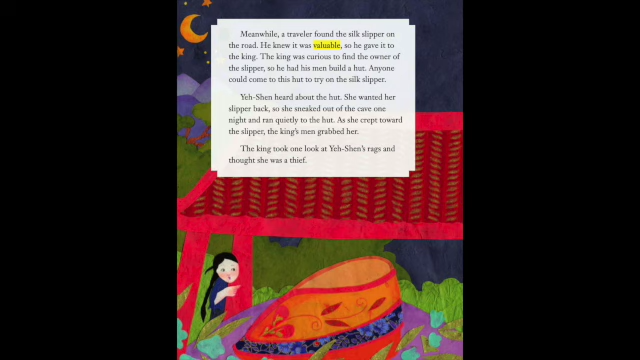 Meanwhile, a traveler found the silk slipper on
the road. He knew it was valuable, so he gave it to
the king. The king was curious to find the owner of
the slipper, so he had his men build a hut. Anyone
could come to this hut to try on the silk slipper.
Yeh-Shen heard about the hut. She wanted her
slipper back, so she sneaked out of the cave one
night and ran quietly to the hut. As she crept toward
the slipper, the king's men grabbed her.
The king took one look at Yeh-Shen's rags and
thought she was a thief.